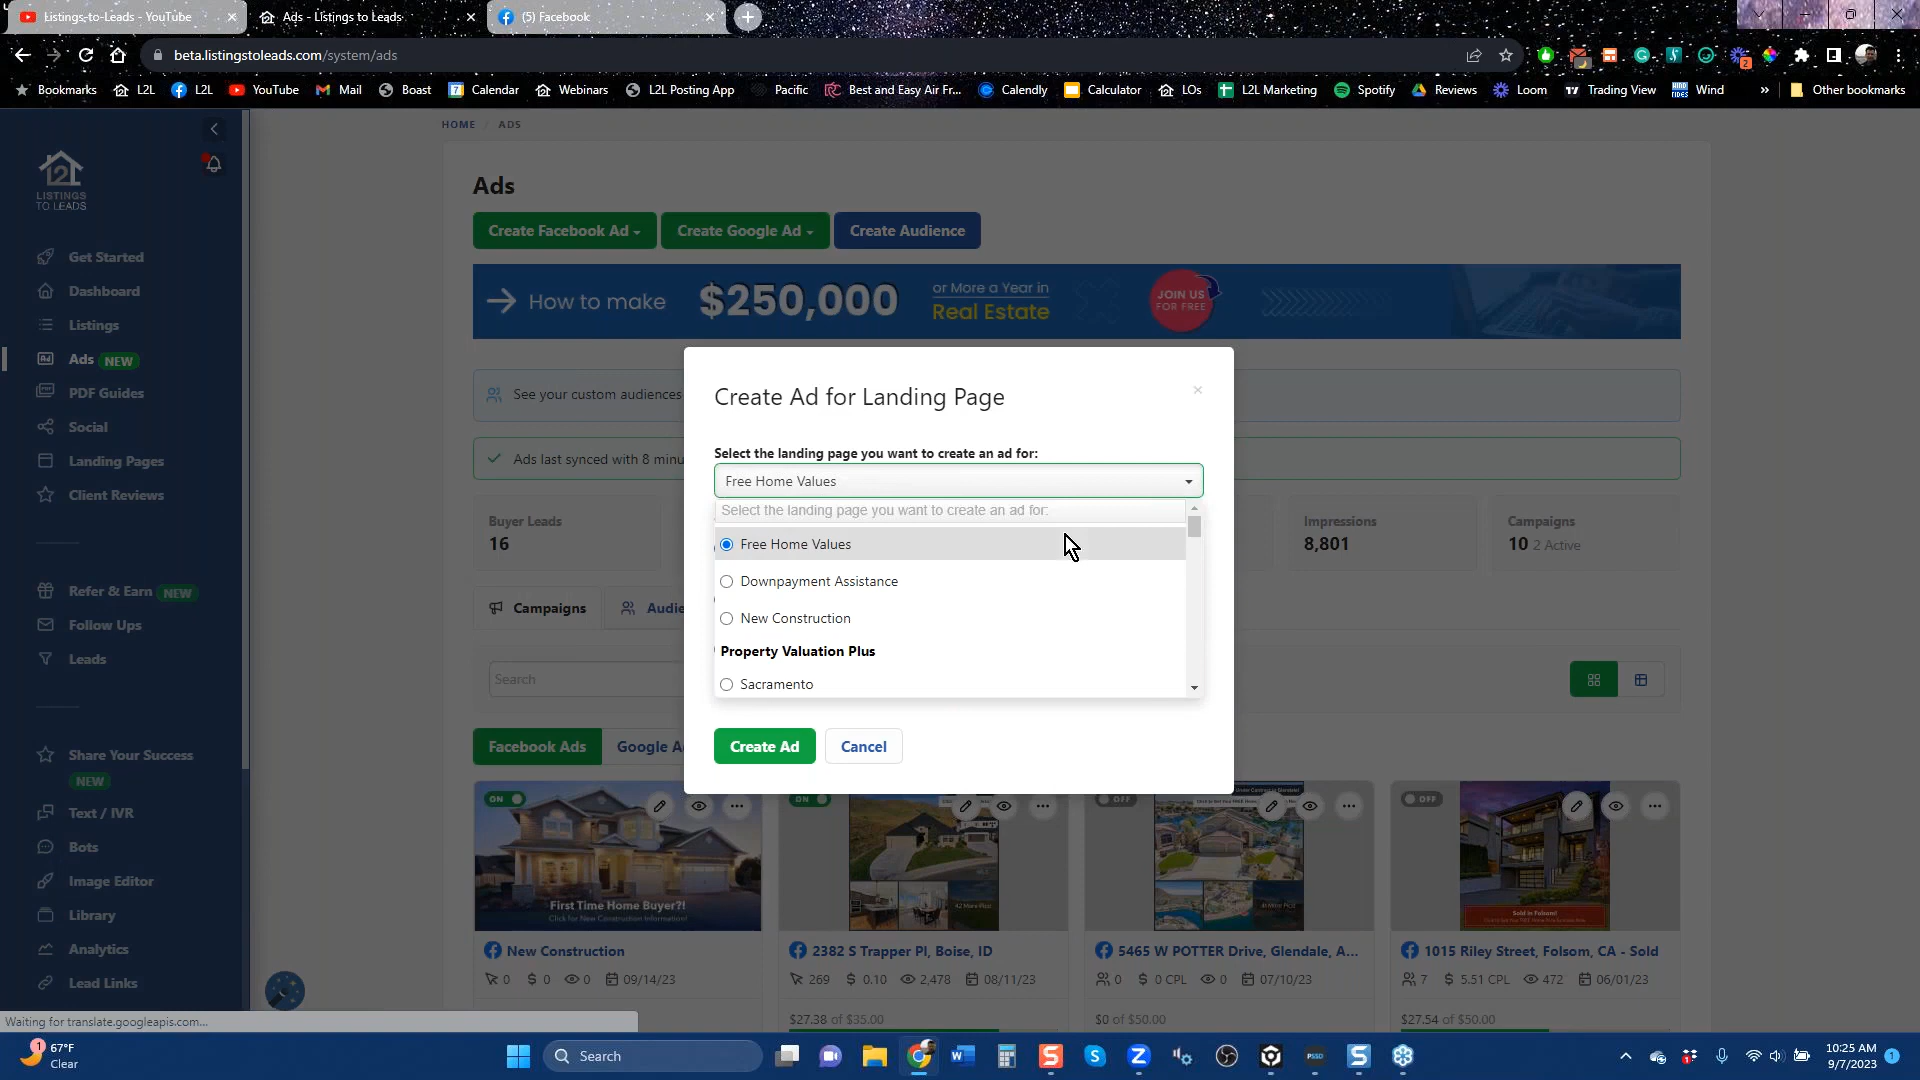 Listings-to-Leads - YouTube
Ads - Listings to Leads
(5) Facebook
beta.listingstoleads.com/system/ads
Bookmarks
L2L
L2L
YouTube
Mail
Boast
Calendar
Webinars
L2L Posting App
Pacific
Best and Easy Air Fr...
Calendly
Calculator
LOs
L2L Marketing
Spotify
Reviews
Loom
Trading View
Wind
»
Other bookmarks
HOME / ADS
LISTINGS
TO LEADS
Get Started
Dashboard
Listings
Ads NEW
PDF Guides
Social
Landing Pages
Client Reviews
Refer & Earn NEW
Follow Ups
Leads
Share Your Success
NEW
Text / IVR
Bots
Image Editor
Library
Analytics
Lead Links
Ads
Create Facebook Ad
Create Google Ad
Create Audience
How to make $250,000 or More a Year in
Real Estate
JOIN US
FOR FREE
See your custom audiences
Ads last synced with 8 minu
Buyer Leads
16
Impressions
8,801
Campaigns
10 2 Active
Campaigns
Audie
Search
Facebook Ads
Google A
Create Ad for Landing Page
×
Select the landing page you want to create an ad for:
Free Home Values
Select the landing page you want to create an ad for:
Free Home Values
Downpayment Assistance
New Construction
Property Valuation Plus
Sacramento
Create Ad
Cancel
ON
First Time Home Buyer?!
Click for New Construction Information!
New Construction
0 $ 0 0 09/14/23
ON
42 More Pics!
2382 S Trapper Pl, Boise, ID
269 $ 0.10 2,478 08/11/23
$27.38 of $35.00
OFF
41 More Pics!
5465 W POTTER Drive, Glendale, A...
0 $ 0 CPL 0 07/10/23
$0 of $50.00
OFF
Sold in Folsom!
1015 Riley Street, Folsom, CA - Sold
7 $ 5.51 CPL 472 06/01/23
$27.54 of $50.00
Waiting for translate.googleapis.com...
67°F
Clear
Search
10:25 AM
9/7/2023